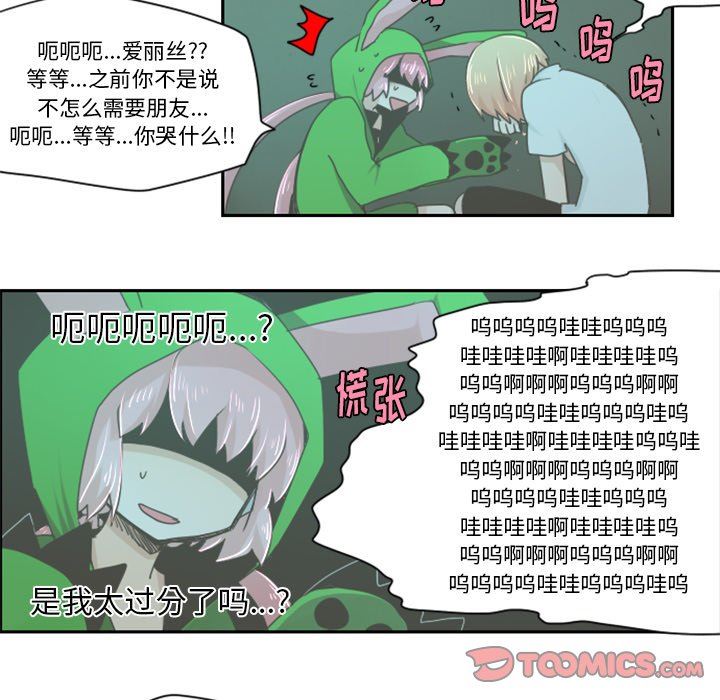 呃呃呃...爱丽丝??
等等...之前你不是说
不怎么需要朋友...
呃呃...等等...你哭什么!!
呜
呜
呜
呃呃呃呃呃...?
慌张
呜呜呜呜哇哇呜呜呜
哇哇哇哇啊哇哇哇哇呜
呜呜啊啊啊呜呜呜啊啊
呜呜呜呜哇哇呜呜呜哇呜
哇哇哇哇啊哇哇哇哇呜呜哇
呜呜啊啊啊呜呜呜啊啊
呜呜呜呜哇哇呜呜呜
哇哇哇哇啊哇哇哇哇呜
呜呜啊啊啊呜呜呜啊啊
呜呜呜呜哇哇呜呜呜哇呜
是我太过分了吗...?
TOOMICS.COM